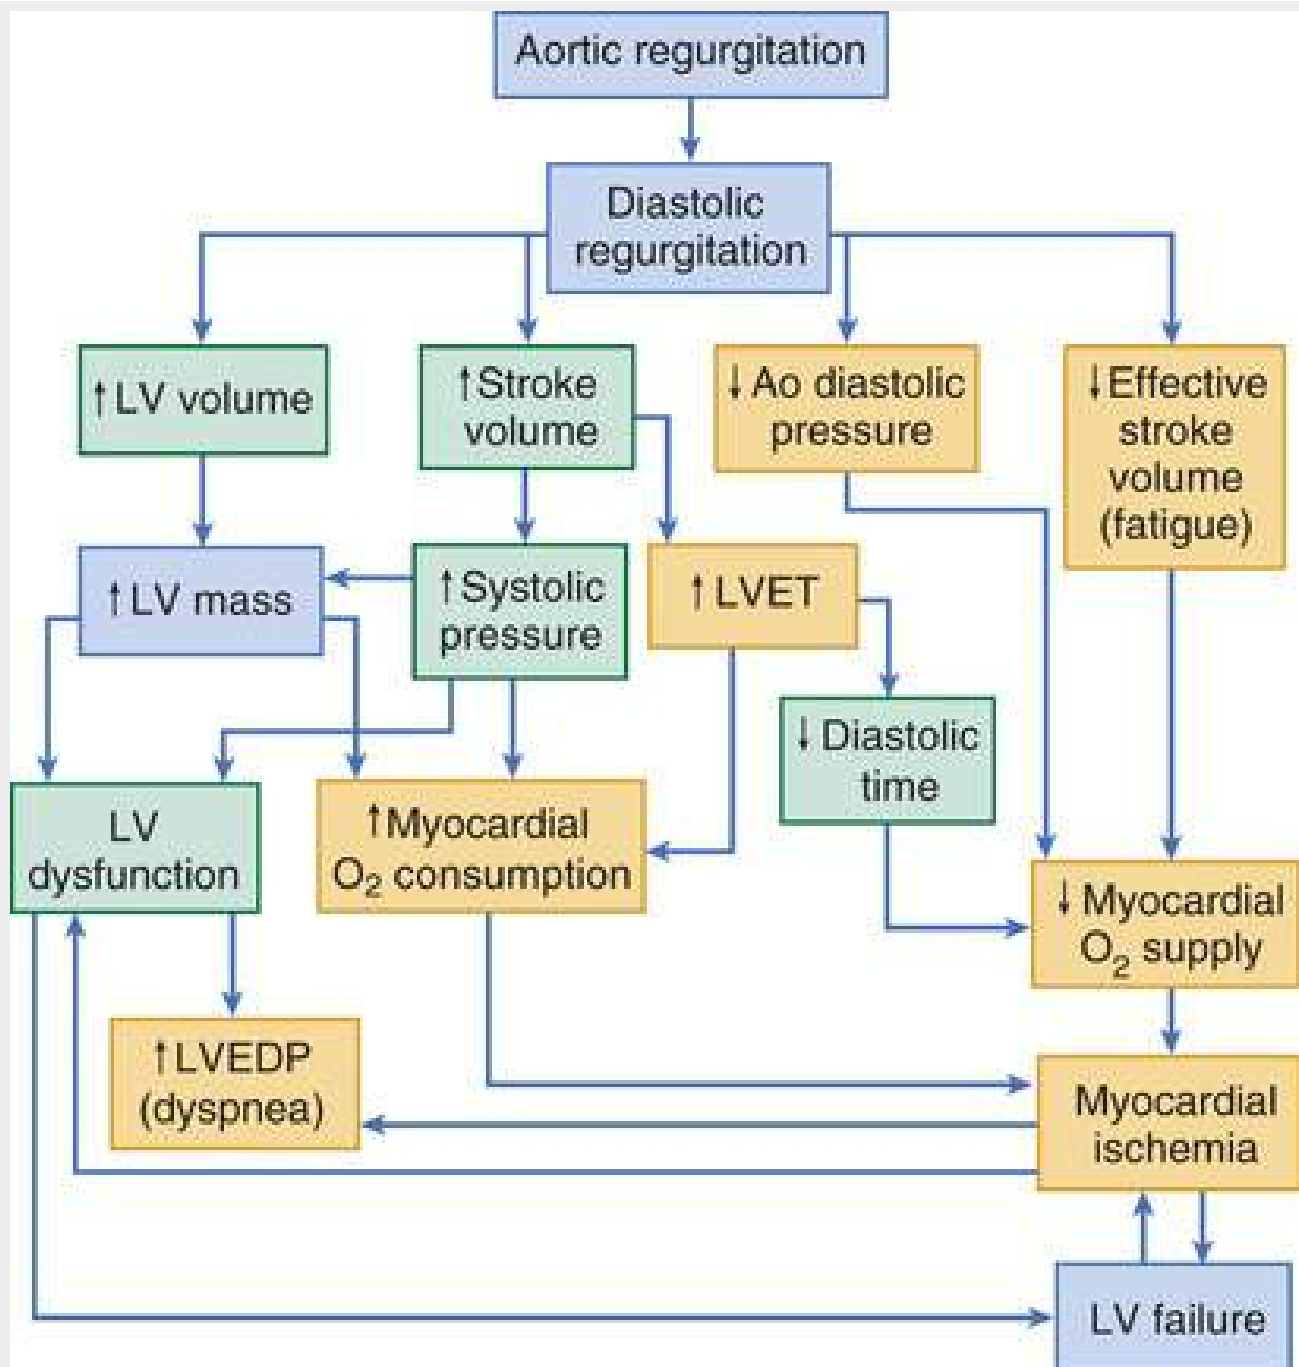 Aortic regurgitation
Diastolic
regurgitation
↑LV volume
↑Stroke
volume
↓Ao diastolic
pressure
↓Effective
stroke
volume
(fatigue)
↑LV mass
↑Systolic
pressure
↑LVET
↓Diastolic
time
LV
dysfunction
↑Myocardial
O₂ consumption
↓Myocardial
O₂ supply
↑LVEDP
(dyspnea)
Myocardial
ischemia
LV failure